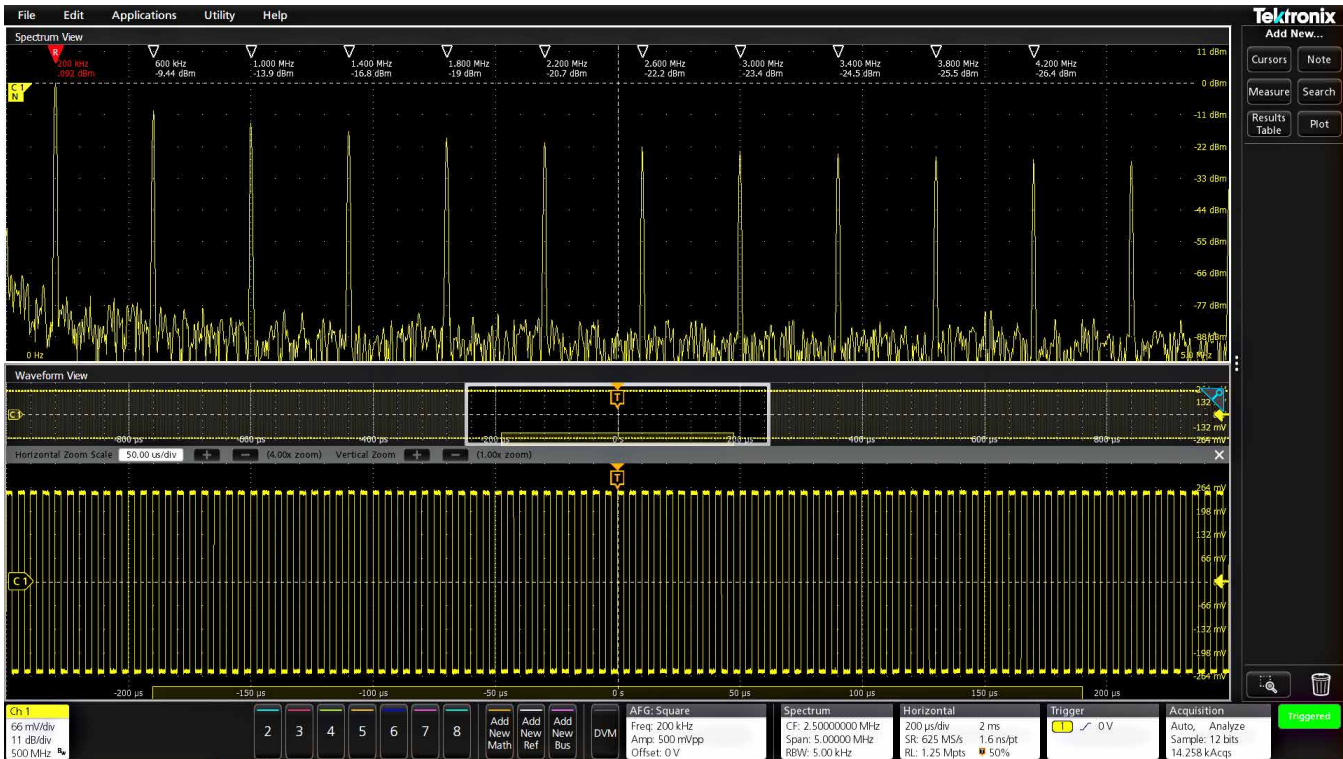 File Edit Applications Utility Help
Tektronix
Add New...
Spectrum View
R
200 kHz 600 kHz 1.000 MHz 1.400 MHz 1.800 MHz 2.200 MHz 2.600 MHz 3.000 MHz 3.400 MHz 3.800 MHz 4.200 MHz
.092 dBm -9.44 dBm -13.9 dBm -16.8 dBm -19 dBm -20.7 dBm -22.2 dBm -23.4 dBm -24.5 dBm -25.5 dBm -26.4 dBm
11 dBm
0 dBm
-11 dBm
-22 dBm
-33 dBm
-44 dBm
-55 dBm
-66 dBm
-77 dBm
-88 dBm
C 1
N
0 Hz
5.0 MHz
Cursors Note
Measure Search
Results Table Plot
Waveform View
T
C1
132
-132 mV
-264 mV
-800 µs -600 µs -400 µs -200 µs 0 s 200 µs 400 µs 600 µs 800 µs
Horizontal Zoom Scale 50.00 us/div + - (4.00x zoom) Vertical Zoom + - (1.00x zoom)
T
264 mV
198 mV
132 mV
66 mV
C 1
-66 mV
-132 mV
-198 mV
-264 mV
-200 µs -150 µs -100 µs -50 µs 0 s 50 µs 100 µs 150 µs 200 µs
Ch 1
66 mV/div
11 dB/div
500 MHz Bw
2 3 4 5 6 7 8
Add New Math
Add New Ref
Add New Bus
DVM
AFG: Square
Freq: 200 kHz
Amp: 500 mVpp
Offset: 0 V
Spectrum
CF: 2.50000000 MHz
Span: 5.00000 MHz
RBW: 5.00 kHz
Horizontal
200 µs/div 2 ms
SR: 625 MS/s 1.6 ns/pt
RL: 1.25 Mpts 50%
Trigger
1 0 V
Acquisition
Auto, Analyze
Sample: 12 bits
14.258 kAcqs
Triggered